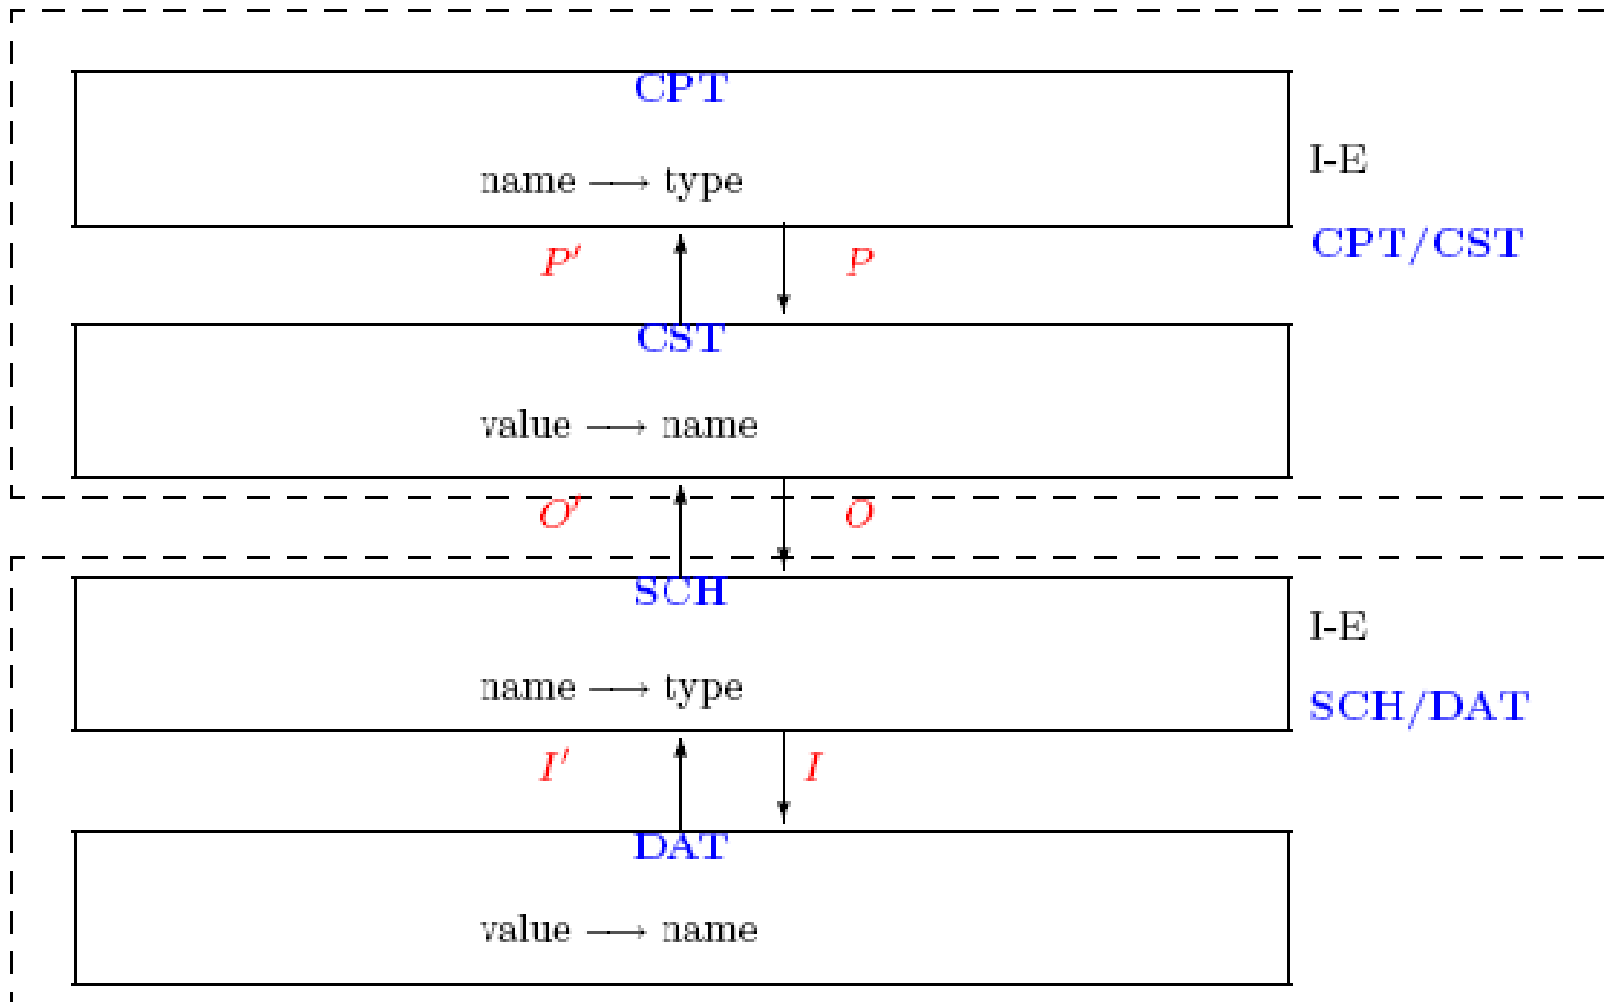 CPT
I-E
name ⟶ type
CPT/CST
P′ P
CST
value ⟶ name
O′ O
SCH
I-E
name ⟶ type
SCH/DAT
I′ I
DAT
value ⟶ name